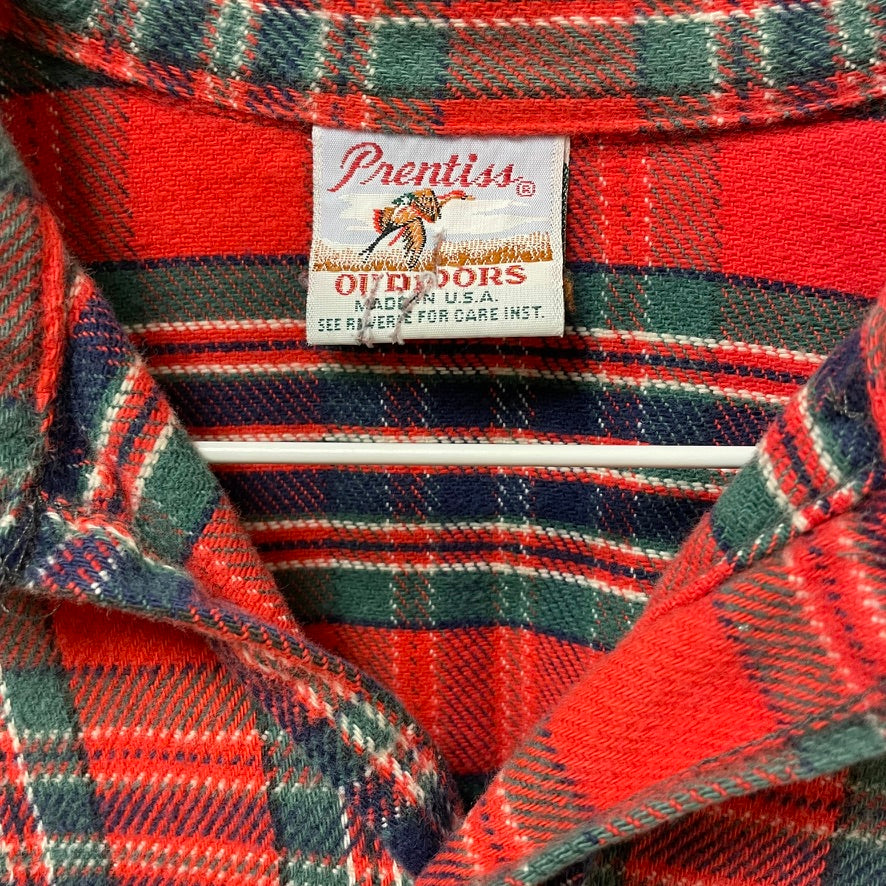 Prentiss®
OUTDOORS
MADE IN U.S.A.
SEE REVERSE FOR CARE INST.